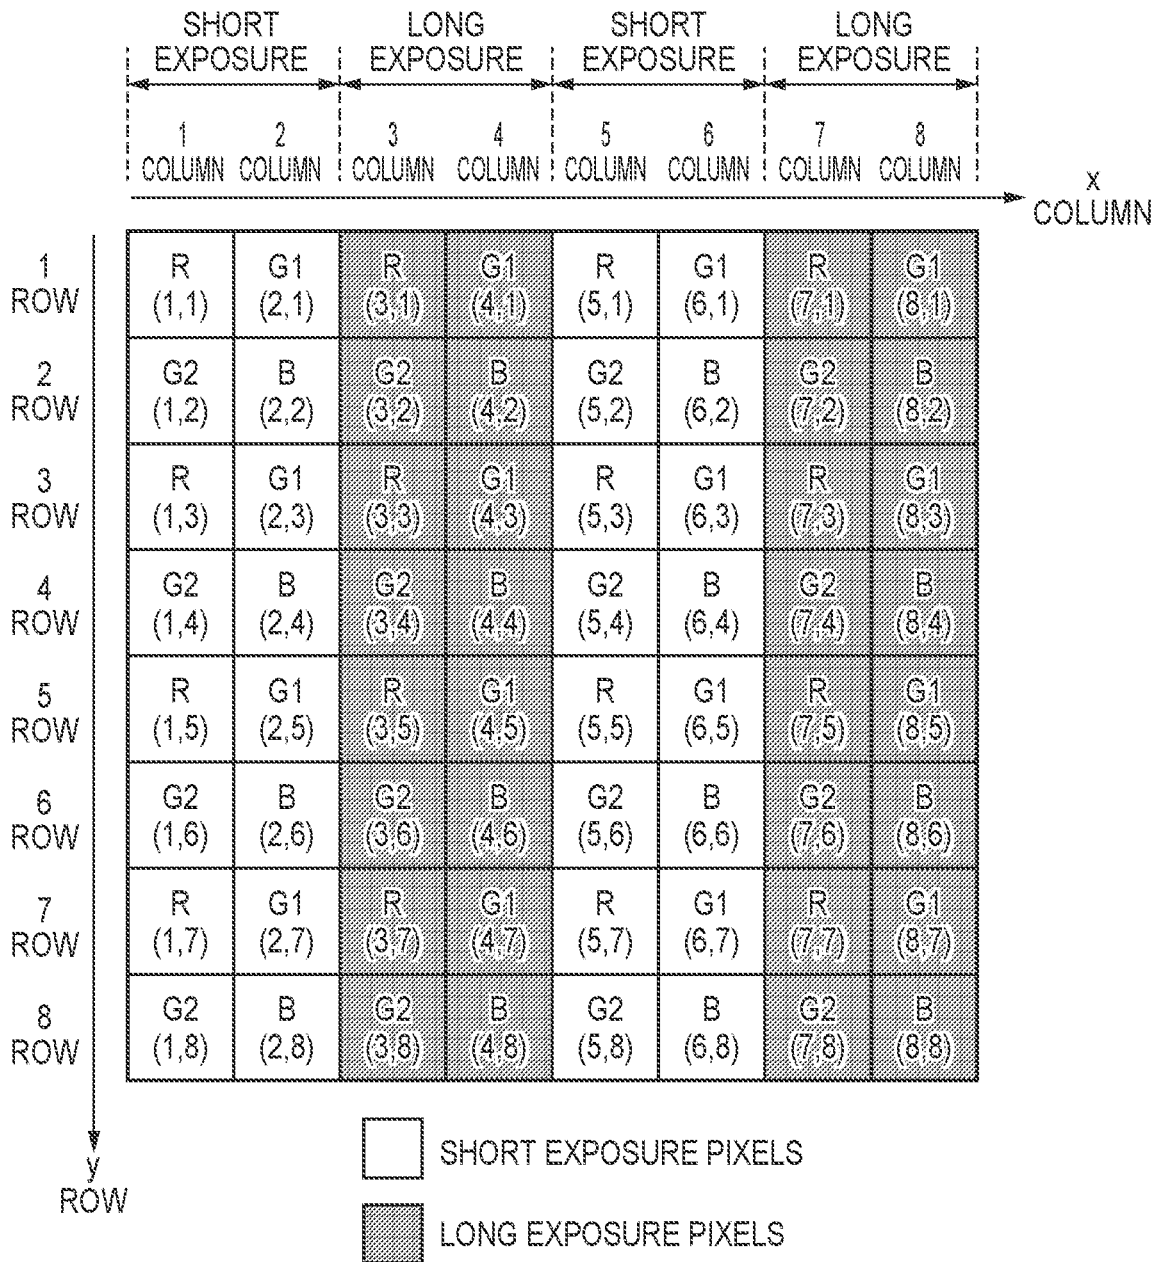 SHORT EXPOSURE LONG EXPOSURE SHORT EXPOSURE LONG EXPOSURE
1 COLUMN 2 COLUMN 3 COLUMN 4 COLUMN 5 COLUMN 6 COLUMN 7 COLUMN 8 COLUMN
x COLUMN
1 ROW R (1,1) G1 (2,1) R (3,1) G1 (4,1) R (5,1) G1 (6,1) R (7,1) G1 (8,1)
2 ROW G2 (1,2) B (2,2) G2 (3,2) B (4,2) G2 (5,2) B (6,2) G2 (7,2) B (8,2)
3 ROW R (1,3) G1 (2,3) R (3,3) G1 (4,3) R (5,3) G1 (6,3) R (7,3) G1 (8,3)
4 ROW G2 (1,4) B (2,4) G2 (3,4) B (4,4) G2 (5,4) B (6,4) G2 (7,4) B (8,4)
5 ROW R (1,5) G1 (2,5) R (3,5) G1 (4,5) R (5,5) G1 (6,5) R (7,5) G1 (8,5)
6 ROW G2 (1,6) B (2,6) G2 (3,6) B (4,6) G2 (5,6) B (6,6) G2 (7,6) B (8,6)
7 ROW R (1,7) G1 (2,7) R (3,7) G1 (4,7) R (5,7) G1 (6,7) R (7,7) G1 (8,7)
8 ROW G2 (1,8) B (2,8) G2 (3,8) B (4,8) G2 (5,8) B (6,8) G2 (7,8) B (8,8)
y ROW
SHORT EXPOSURE PIXELS
LONG EXPOSURE PIXELS